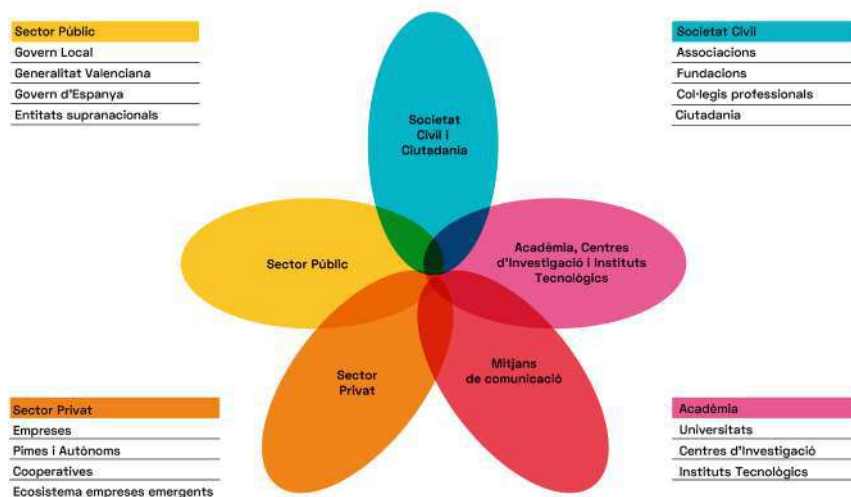 Sector Públic
Govern Local
Generalitat Valenciana
Govern d'Espanya
Entitats supranacionals
Societat Civil
Associacions
Fundacions
Col·legis professionals
Ciutadania
Societat
Civil i
Ciutadania
Sector Públic
Acadèmia, Centres
d'Investigació i Instituts
Tecnològics
Sector
Privat
Mitjans
de comunicació
Sector Privat
Empreses
Pimes i Autònoms
Cooperatives
Ecosistema empreses emergents
Acadèmia
Universitats
Centres d'Investigació
Instituts Tecnològics